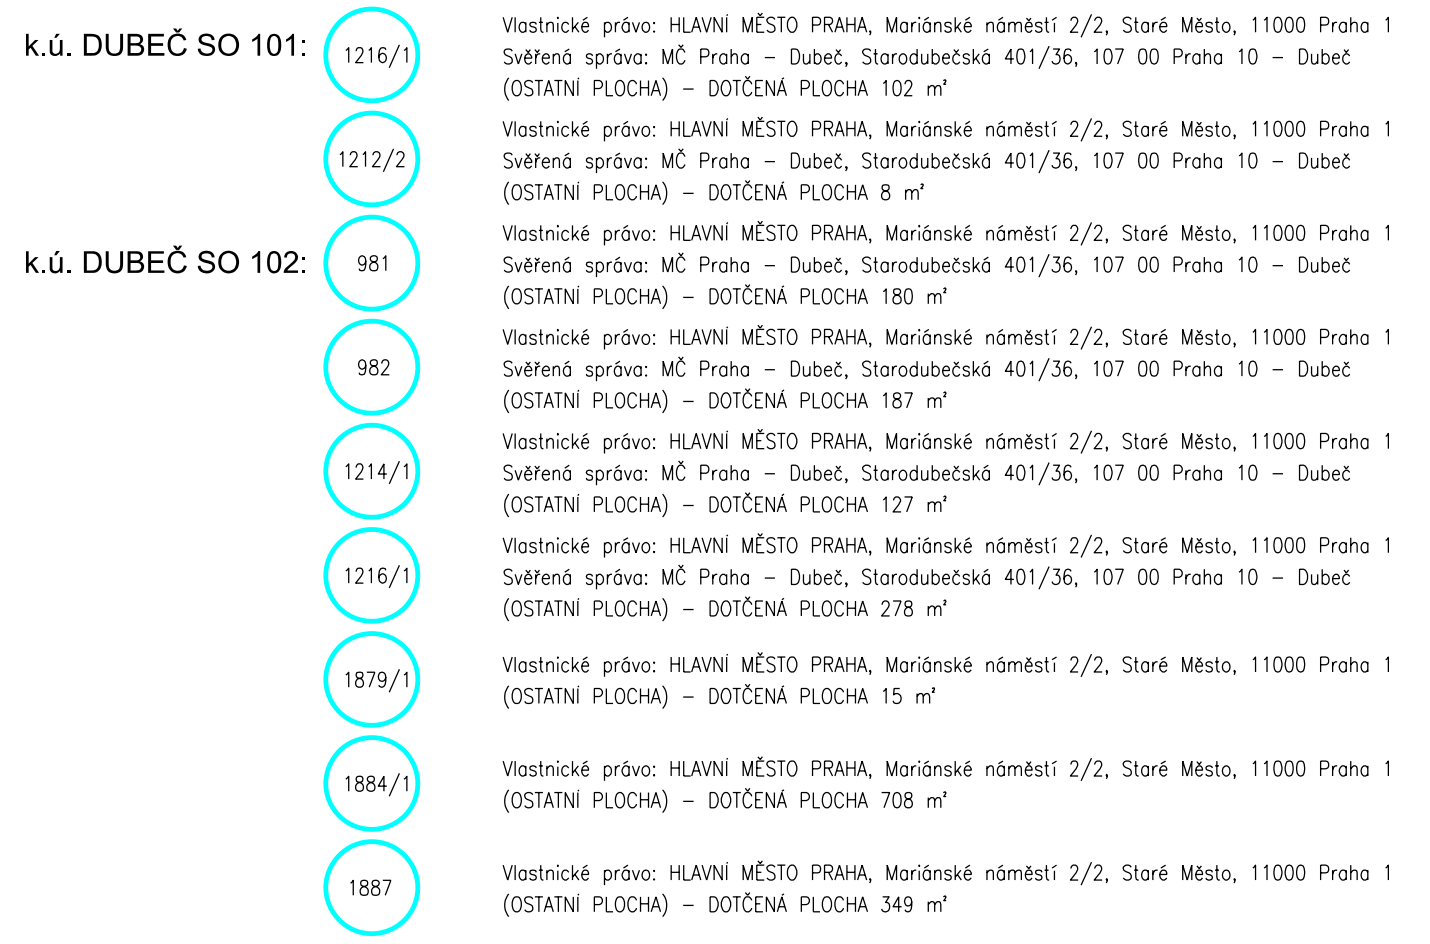 k.ú. DUBEČ SO 101:
1216/1
Vlastnické právo: HLAVNÍ MĚSTO PRAHA, Mariánské náměstí 2/2, Staré Město, 11000 Praha 1
Svěřená správa: MČ Praha – Dubeč, Starodubečská 401/36, 107 00 Praha 10 – Dubeč
(OSTATNÍ PLOCHA) – DOTČENÁ PLOCHA 102 m²
1212/2
Vlastnické právo: HLAVNÍ MĚSTO PRAHA, Mariánské náměstí 2/2, Staré Město, 11000 Praha 1
Svěřená správa: MČ Praha – Dubeč, Starodubečská 401/36, 107 00 Praha 10 – Dubeč
(OSTATNÍ PLOCHA) – DOTČENÁ PLOCHA 8 m²
k.ú. DUBEČ SO 102:
981
Vlastnické právo: HLAVNÍ MĚSTO PRAHA, Mariánské náměstí 2/2, Staré Město, 11000 Praha 1
Svěřená správa: MČ Praha – Dubeč, Starodubečská 401/36, 107 00 Praha 10 – Dubeč
(OSTATNÍ PLOCHA) – DOTČENÁ PLOCHA 180 m²
982
Vlastnické právo: HLAVNÍ MĚSTO PRAHA, Mariánské náměstí 2/2, Staré Město, 11000 Praha 1
Svěřená správa: MČ Praha – Dubeč, Starodubečská 401/36, 107 00 Praha 10 – Dubeč
(OSTATNÍ PLOCHA) – DOTČENÁ PLOCHA 187 m²
1214/1
Vlastnické právo: HLAVNÍ MĚSTO PRAHA, Mariánské náměstí 2/2, Staré Město, 11000 Praha 1
Svěřená správa: MČ Praha – Dubeč, Starodubečská 401/36, 107 00 Praha 10 – Dubeč
(OSTATNÍ PLOCHA) – DOTČENÁ PLOCHA 127 m²
1216/1
Vlastnické právo: HLAVNÍ MĚSTO PRAHA, Mariánské náměstí 2/2, Staré Město, 11000 Praha 1
Svěřená správa: MČ Praha – Dubeč, Starodubečská 401/36, 107 00 Praha 10 – Dubeč
(OSTATNÍ PLOCHA) – DOTČENÁ PLOCHA 278 m²
1879/1
Vlastnické právo: HLAVNÍ MĚSTO PRAHA, Mariánské náměstí 2/2, Staré Město, 11000 Praha 1
(OSTATNÍ PLOCHA) – DOTČENÁ PLOCHA 15 m²
1884/1
Vlastnické právo: HLAVNÍ MĚSTO PRAHA, Mariánské náměstí 2/2, Staré Město, 11000 Praha 1
(OSTATNÍ PLOCHA) – DOTČENÁ PLOCHA 708 m²
1887
Vlastnické právo: HLAVNÍ MĚSTO PRAHA, Mariánské náměstí 2/2, Staré Město, 11000 Praha 1
(OSTATNÍ PLOCHA) – DOTČENÁ PLOCHA 349 m²